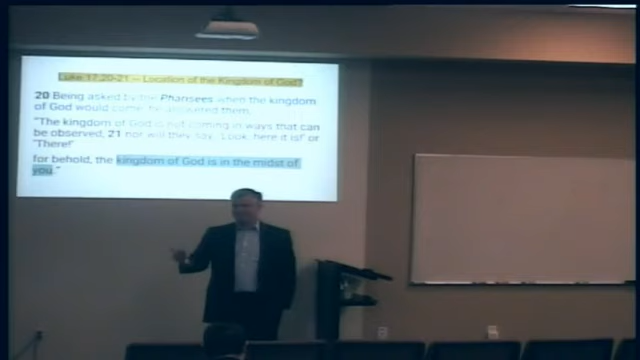 Luke 17:20-21 – Location of the Kingdom of God?
20 Being asked by the Pharisees when the kingdom
of God would come, he answered them,
"The kingdom of God is not coming in ways that can
be observed, 21 nor will they say, 'Look, here it is!' or
'There!'
for behold, the kingdom of God is in the midst of
you."